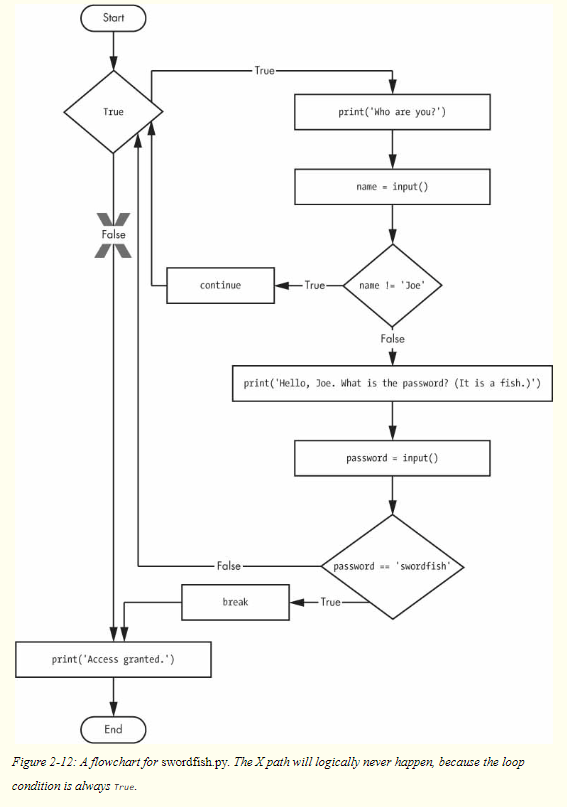 Start
True
True
print('Who are you?')
name = input()
False
continue
True
name != 'Joe'
False
print('Hello, Joe. What is the password? (It is a fish.)')
password = input()
False
password == 'swordfish'
break
True
print('Access granted.')
End
Figure 2-12: A flowchart for swordfish.py. The X path will logically never happen, because the loop
condition is always True.